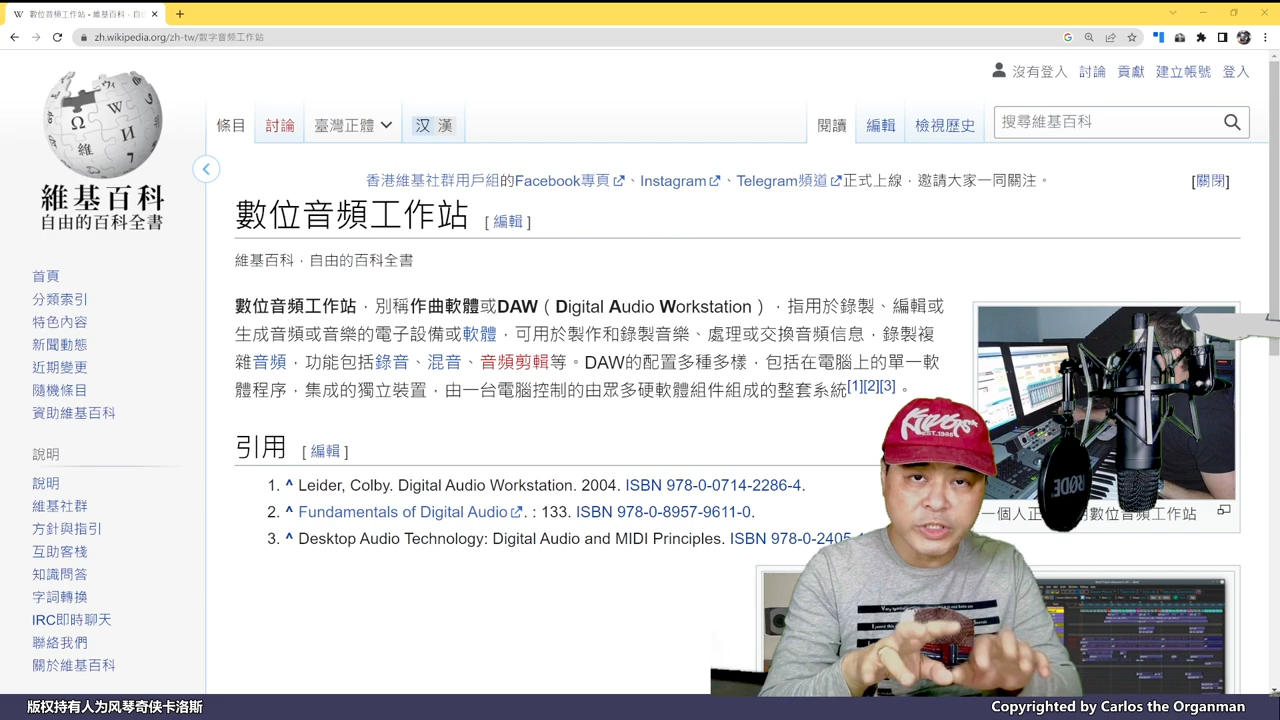 數位音頻工作站 - 維基百科 - 自由
zh.wikipedia.org/zh-tw/数字音頻工作站
沒有登入 討論 貢獻 建立帳號 登入
條目 討論 臺灣正體 汉 漢 閱讀 編輯 檢視歷史 搜尋維基百科
維基百科
自由的百科全書
香港維基社群用戶組的Facebook專頁、Instagram、Telegram頻道正式上線，邀請大家一同關注。 [關閉]
數位音頻工作站 [ 編輯 ]
維基百科，自由的百科全書
數位音頻工作站，別稱作曲軟體或DAW（Digital Audio Workstation），指用於錄製、編輯或
生成音頻或音樂的電子設備或軟體，可用於製作和錄製音樂、處理或交換音頻信息，錄製複
雜音頻，功能包括錄音、混音、音頻剪輯等。DAW的配置多種多樣，包括在電腦上的單一軟
體程序，集成的獨立裝置，由一台電腦控制的由眾多硬軟體組件組成的整套系統[1][2][3]。
引用 [ 編輯 ]
1. ^ Leider, Colby. Digital Audio Workstation. 2004. ISBN 978-0-0714-2286-4.
2. ^ Fundamentals of Digital Audio. : 133. ISBN 978-0-8957-9611-0.
3. ^ Desktop Audio Technology: Digital Audio and MIDI Principles. ISBN 978-0-2405-
首頁
分類索引
特色內容
新聞動態
近期變更
隨機條目
資助維基百科
說明
說明
維基社群
方針與指引
互助客棧
知識問答
字詞轉換
IRC即時聊天
聯絡我們
關於維基百科
RØDE
一個人正 數位音頻工作站
版权持有人为风琴奇侠卡洛斯
Copyrighted by Carlos the Organman